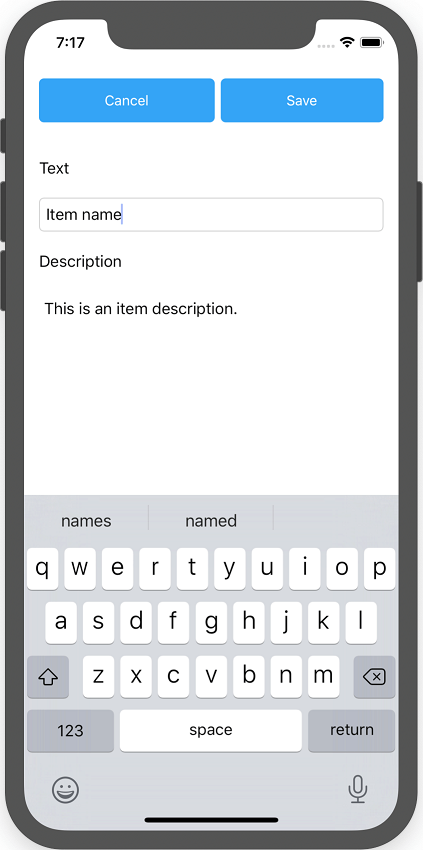 7:17
Cancel Save
Text
Item name
Description
This is an item description.
names named
q w e r t y u i o p
a s d f g h j k l
z x c v b n m
123 space return